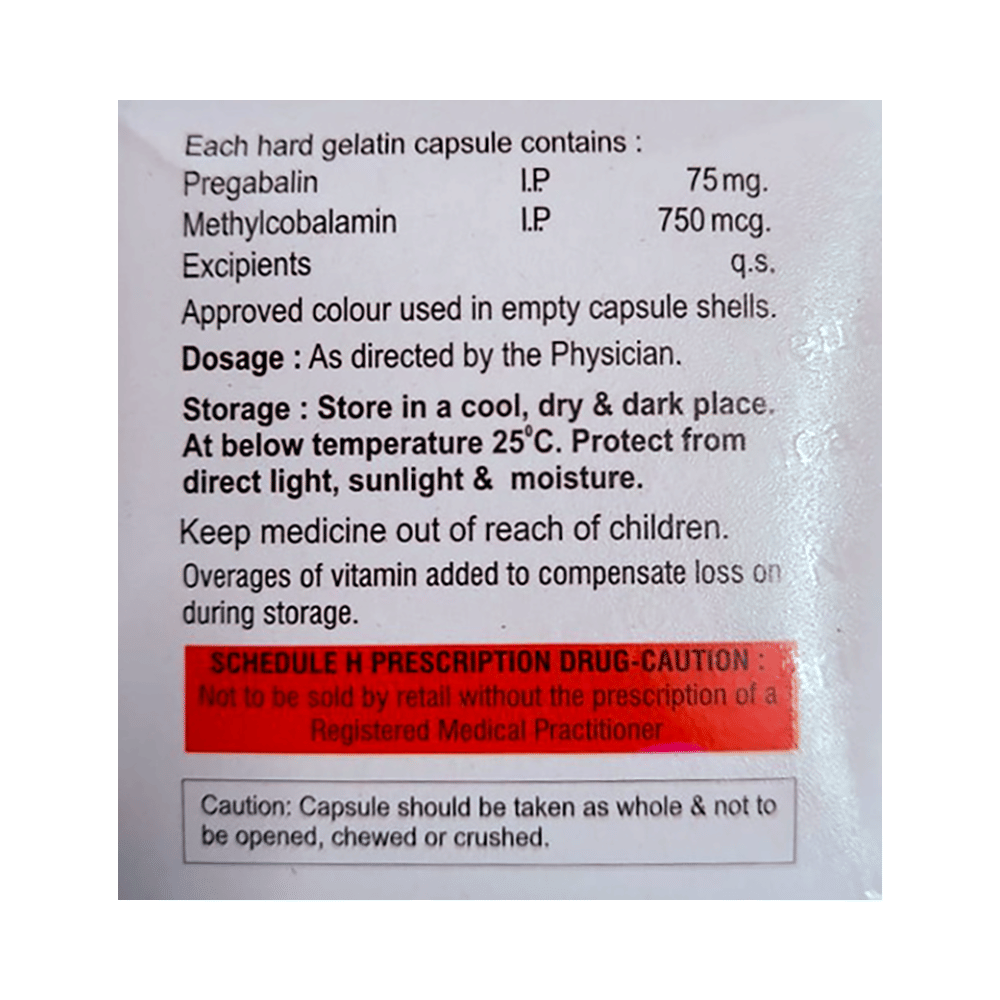 Each hard gelatin capsule contains :
Pregabalin I.P. 75 mg.
Methylcobalamin I.P. 750 mcg.
Excipients q.s.
Approved colour used in empty capsule shells.
Dosage : As directed by the Physician.
Storage : Store in a cool, dry & dark place.
At below temperature 25°C. Protect from
direct light, sunlight & moisture.
Keep medicine out of reach of children.
Overages of vitamin added to compensate loss on
during storage.
SCHEDULE H PRESCRIPTION DRUG-CAUTION :
Not to be sold by retail without the prescription of a
Registered Medical Practitioner
Caution: Capsule should be taken as whole & not to
be opened, chewed or crushed.